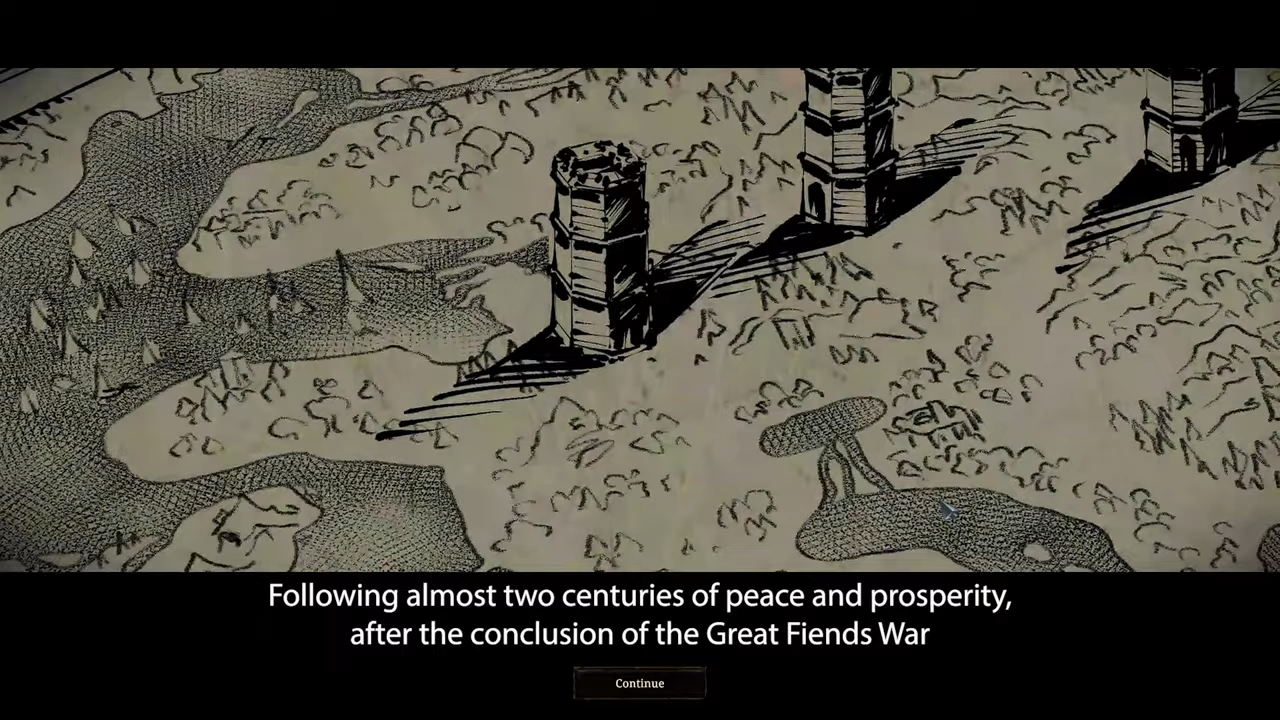 Following almost two centuries of peace and prosperity,
after the conclusion of the Great Fiends War
Continue